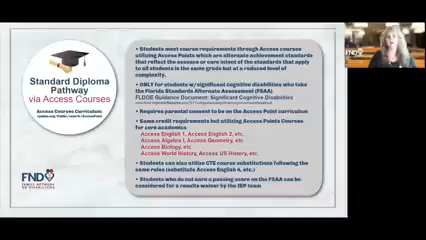 Standard Diploma
Pathway
via Access Courses
Access Courses Curriculum:
cpalms.org/Public/search/AccessPoint
FND
FAMILY NETWORK
ON DISABILITIES
• Students meet course requirements through Access courses
utilizing Access Points which are alternate achievement standards
that reflect the essence or core intent of the standards that apply
to all students in the same grade but at a reduced level of
complexity.
• ONLY for students w/significant cognitive disabilities who take
the Florida Standards Alternate Assessment (FSAA)
FLDOE Guidance Document: Significant Cognitive Disabilities
• Requires parental consent to be on the Access Point curriculum
• Same credit requirements but utilizing Access Points Courses
for core academics
Access English 1, Access English 2, etc.
Access Algebra I, Access Geometry, etc.
Access Biology, etc.
Access World History, Access US History, etc.
• Students can also utilize CTE course substitutions following the
same rules (substitute Access English 4, etc.)
• Students who do not earn a passing score on the FSAA can be
considered for a results waiver by the IEP team
FND